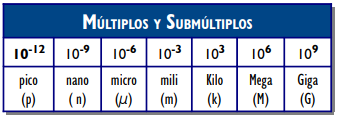 MÚLTIPLOS Y SUBMÚLTIPLOS
10⁻¹² 10⁻⁹ 10⁻⁶ 10⁻³ 10³ 10⁶ 10⁹
pico nano micro mili Kilo Mega Giga
(p) ( n) (μ) (m) (k) (M) (G)